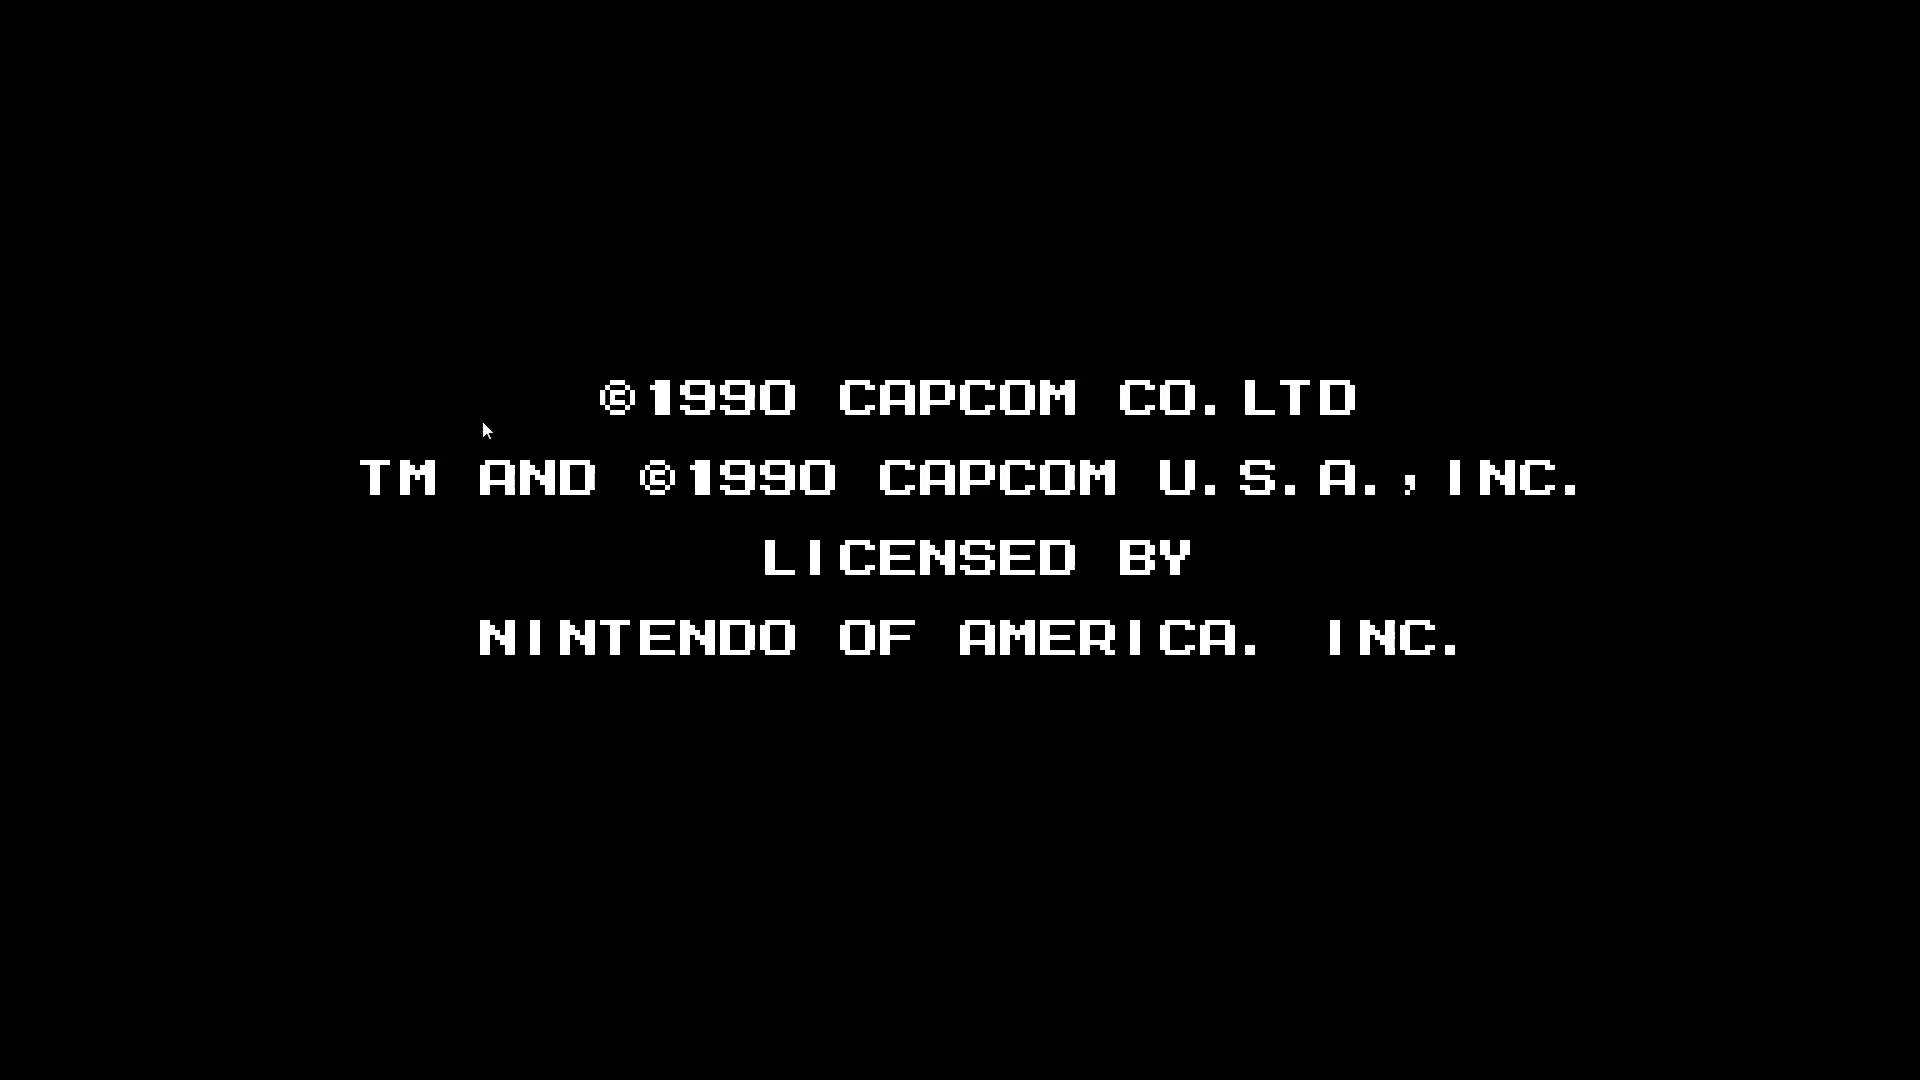 ©1990 CAPCOM CO.LTD
TM AND ©1990 CAPCOM U.S.A.,INC.
LICENSED BY
NINTENDO OF AMERICA. INC.